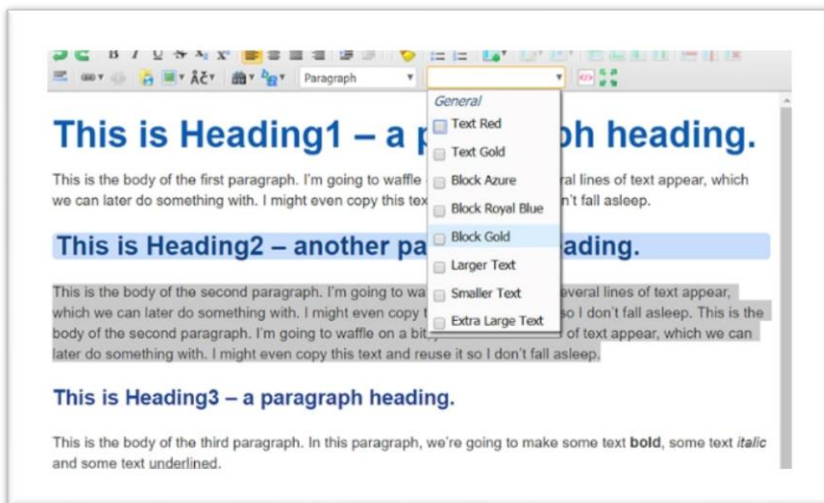 B I U S X₂ X²
Paragraph
This is Heading1 – a p
ph heading.
General
Text Red
Text Gold
Block Azure
Block Royal Blue
Block Gold
Larger Text
Smaller Text
Extra Large Text
This is the body of the first paragraph. I'm going to waffle
ral lines of text appear, which
we can later do something with. I might even copy this tex
n't fall asleep.
This is Heading2 – another pa
ading.
This is the body of the second paragraph. I'm going to wa
everal lines of text appear,
which we can later do something with. I might even copy t
so I don't fall asleep. This is the
body of the second paragraph. I'm going to waffle on a bit,
of text appear, which we can
later do something with. I might even copy this text and reuse it so I don't fall asleep.
This is Heading3 – a paragraph heading.
This is the body of the third paragraph. In this paragraph, we're going to make some text bold, some text italic
and some text underlined.